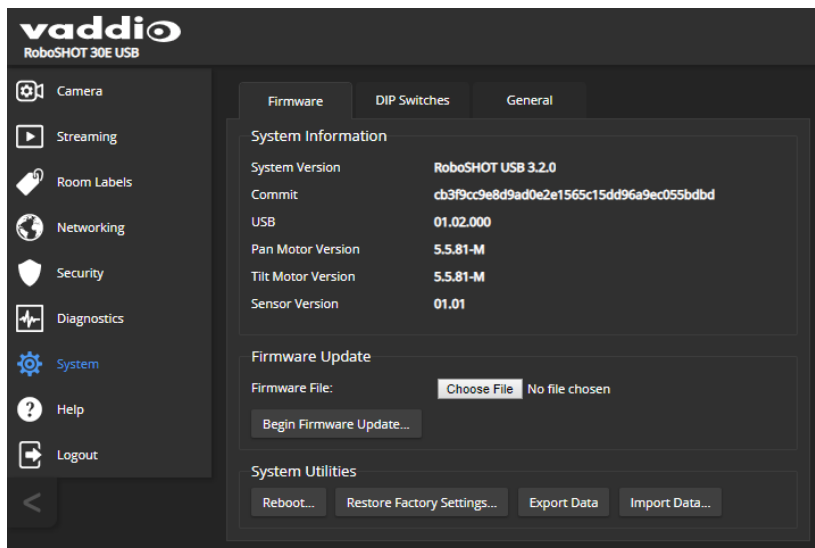 vaddio
RoboSHOT 30E USB
Camera
Streaming
Room Labels
Networking
Security
Diagnostics
System
Help
Logout
Firmware DIP Switches General
System Information
System Version RoboSHOT USB 3.2.0
Commit cb3f9cc9e8d9ad0e2e1565c15dd96a9ec055bdbd
USB 01.02.000
Pan Motor Version 5.5.81-M
Tilt Motor Version 5.5.81-M
Sensor Version 01.01
Firmware Update
Firmware File: Choose File No file chosen
Begin Firmware Update...
System Utilities
Reboot... Restore Factory Settings... Export Data Import Data...